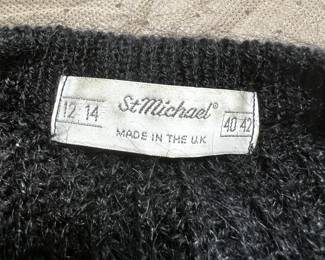 12 14 St Michael® 40 42
MADE IN THE U.K